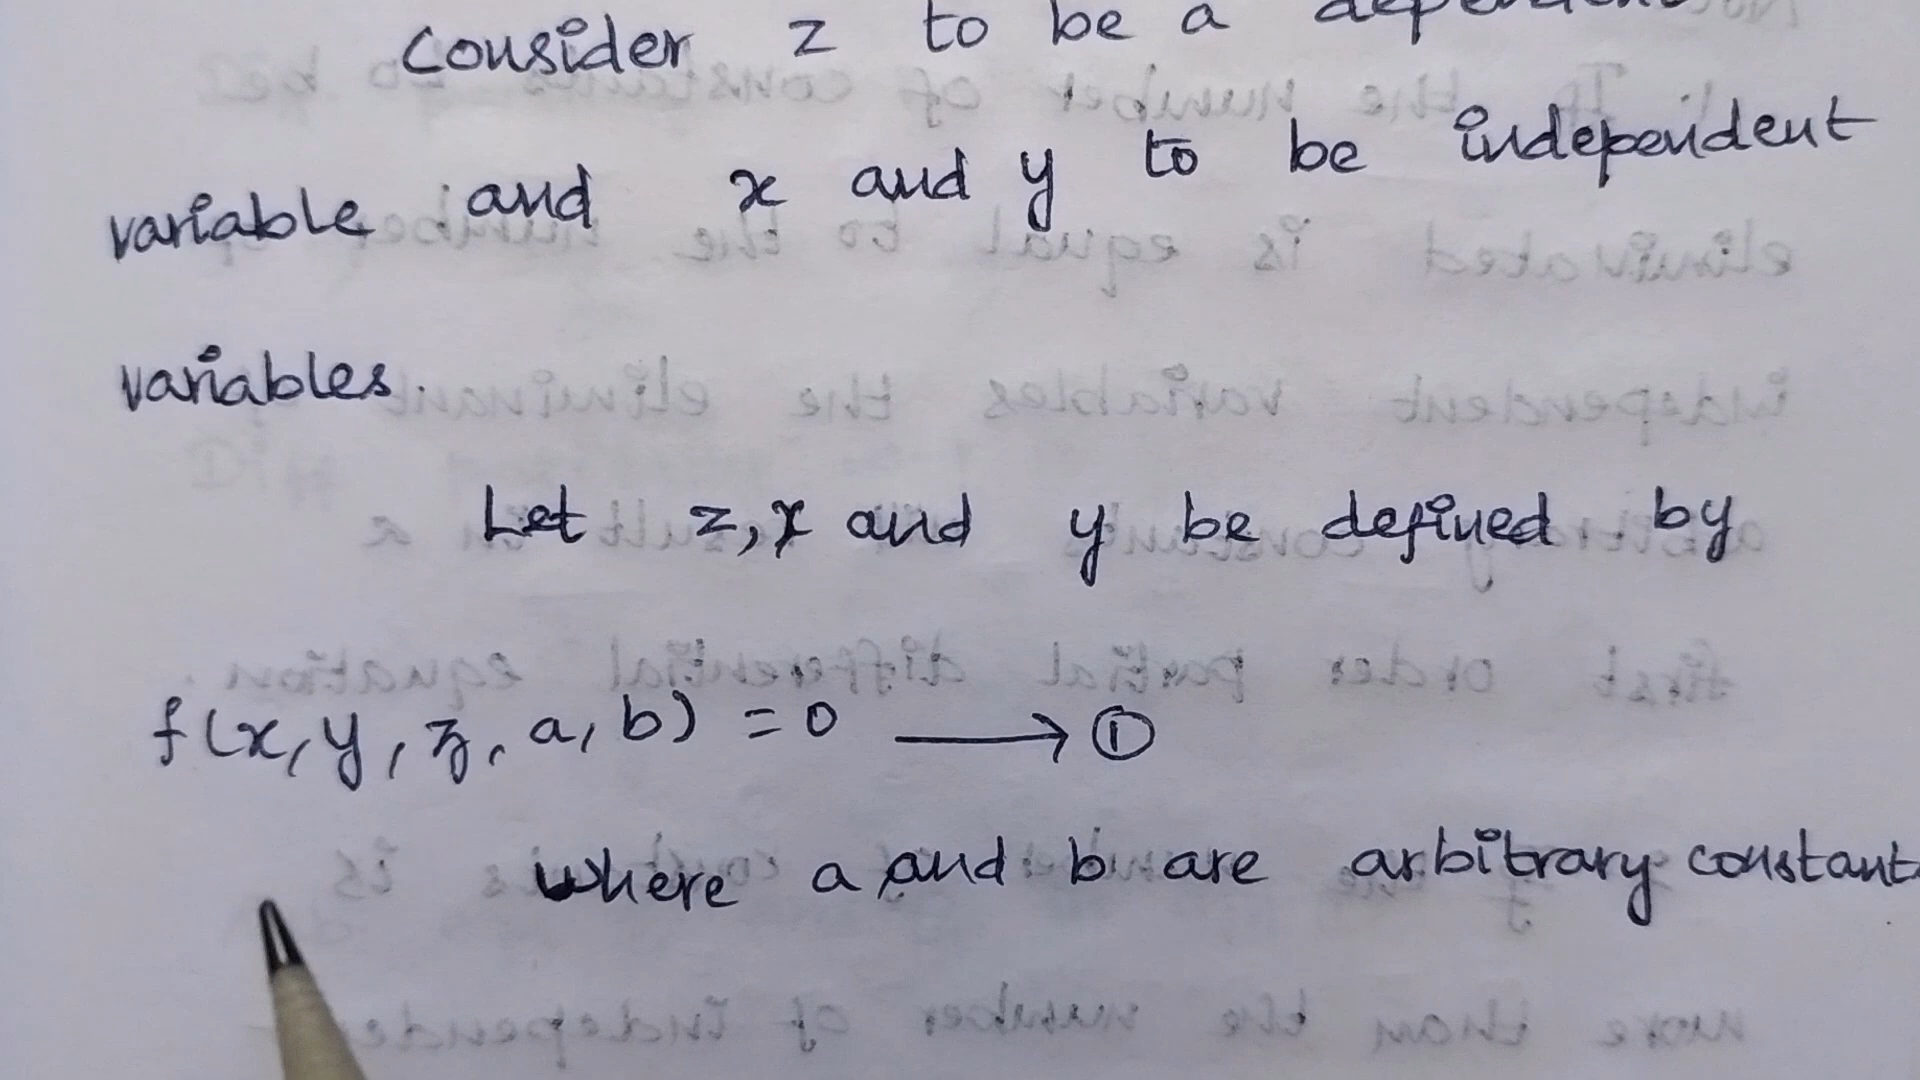 Consider z to be a dependent
variable and x and y to be independent
variables.
Let z, x and y be defined by
f(x, y, z, a, b) = 0 ⟶ ①
where a and b are arbitrary constant